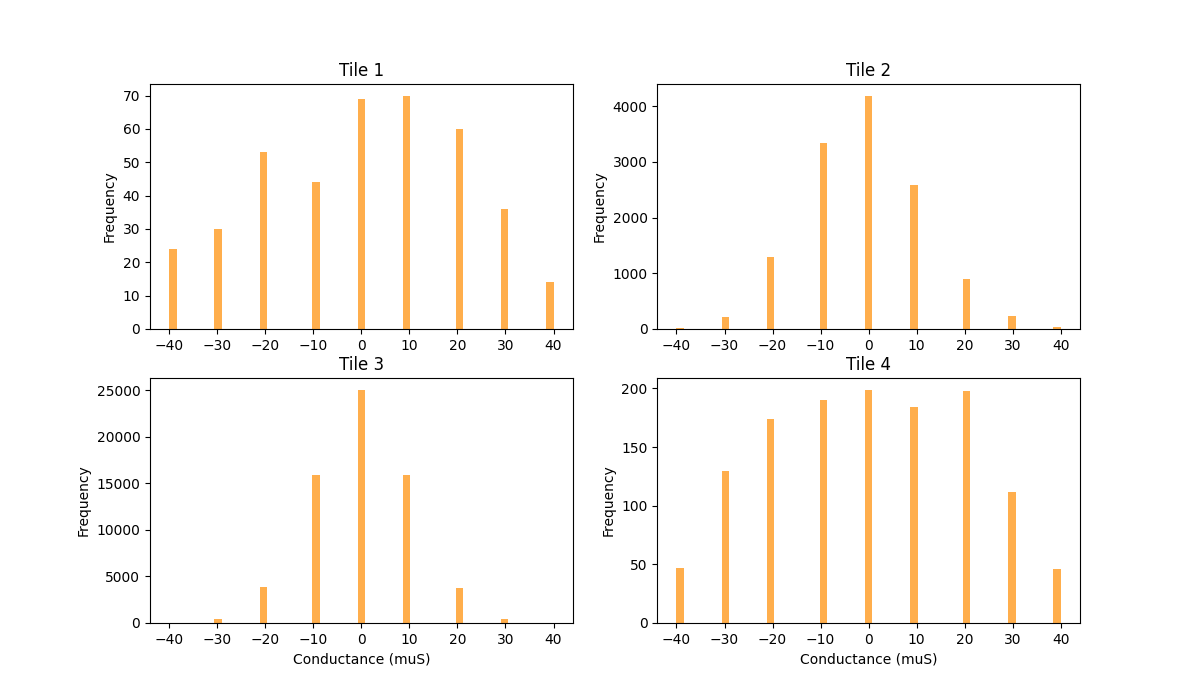 Tile 1
Frequency
70
60
50
40
30
20
10
0
−40 −30 −20 −10 0 10 20 30 40
Tile 2
Frequency
4000
3000
2000
1000
0
−40 −30 −20 −10 0 10 20 30 40
Tile 3
Frequency
25000
20000
15000
10000
5000
0
−40 −30 −20 −10 0 10 20 30 40
Conductance (muS)
Tile 4
Frequency
200
150
100
50
0
−40 −30 −20 −10 0 10 20 30 40
Conductance (muS)